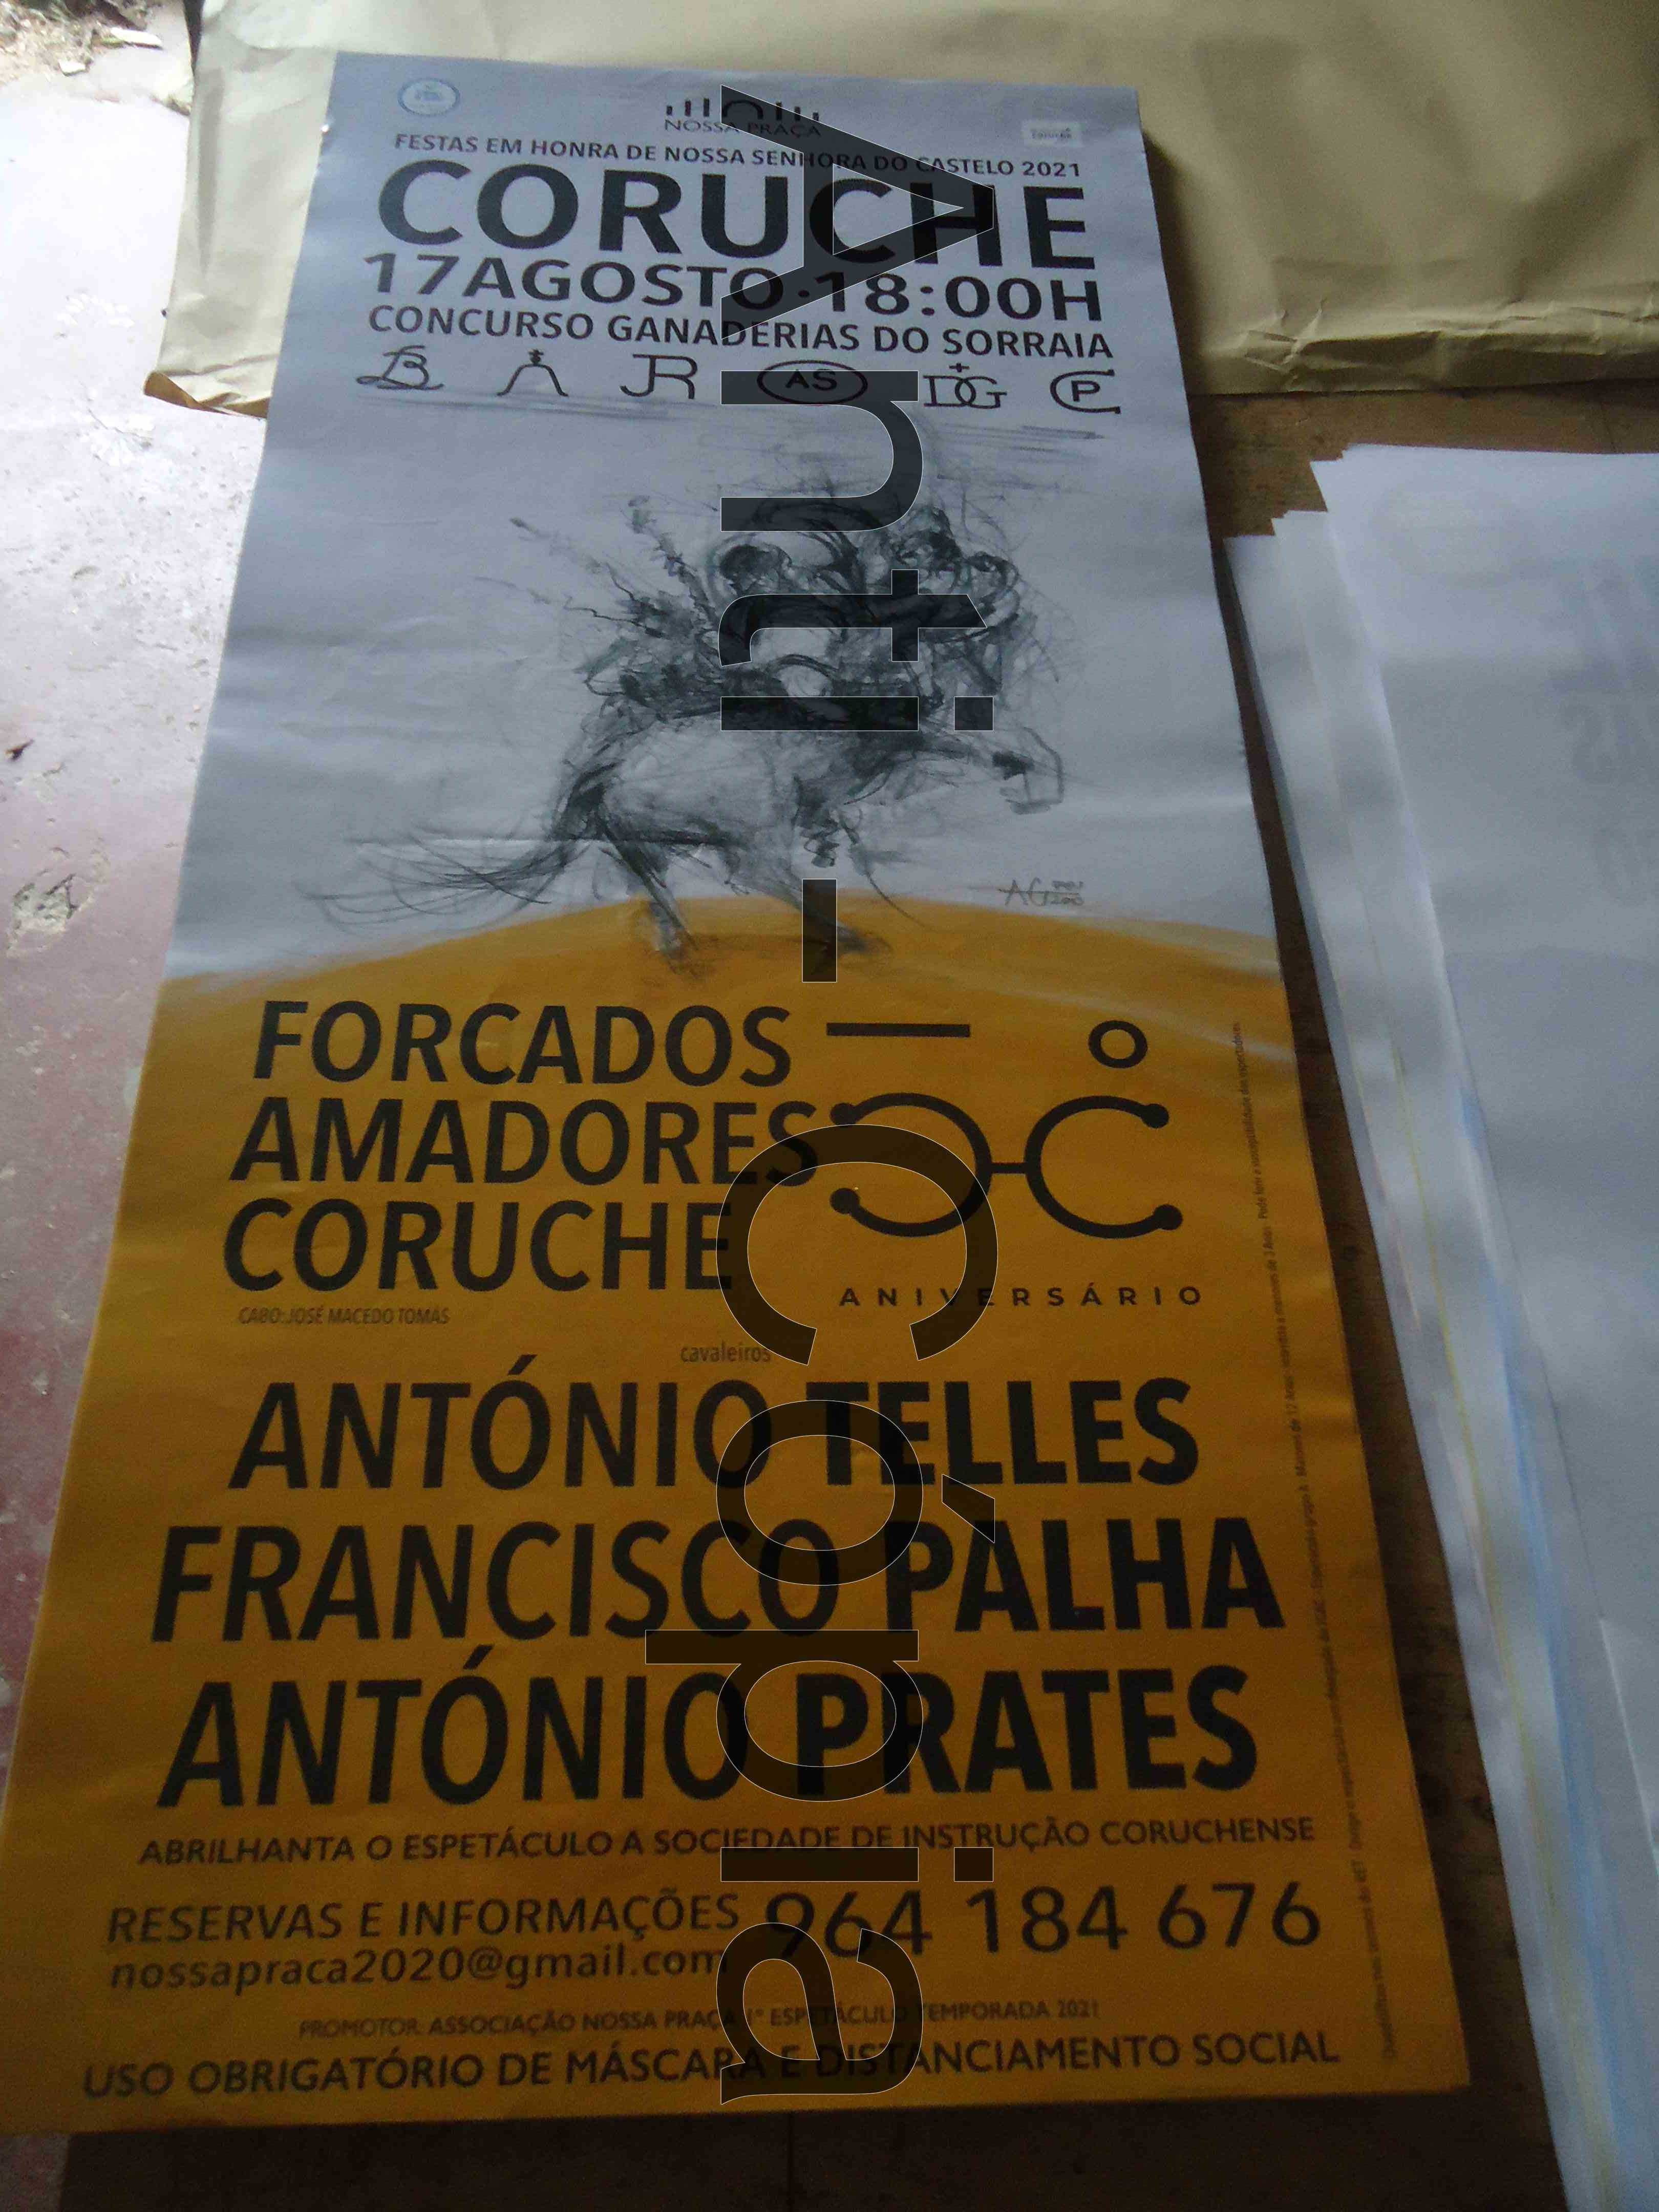 NOSSA PRAÇA
FESTAS EM HONRA DE NOSSA SENHORA DO CASTELO 2021
CORUCHE
17AGOSTO·18:00H
CONCURSO GANADERIAS DO SORRAIA
AS
FORCADOS
AMADORES
CORUCHE
ANIVERSÁRIO
CABO: JOSÉ MACEDO TOMÁS
cavaleiros
ANTÓNIO TELLES
FRANCISCO PALHA
ANTÓNIO PRATES
ABRILHANTA O ESPETÁCULO A SOCIEDADE DE INSTRUÇÃO CORUCHENSE
RESERVAS E INFORMAÇÕES 964 184 676
nossapraca2020@gmail.com
PROMOTOR ASSOCIAÇÃO NOSSA PRAÇA 1º ESPETÁCULO TEMPORADA 2021
USO OBRIGATÓRIO DE MÁSCARA E DISTANCIAMENTO SOCIAL
Anti-Cópia